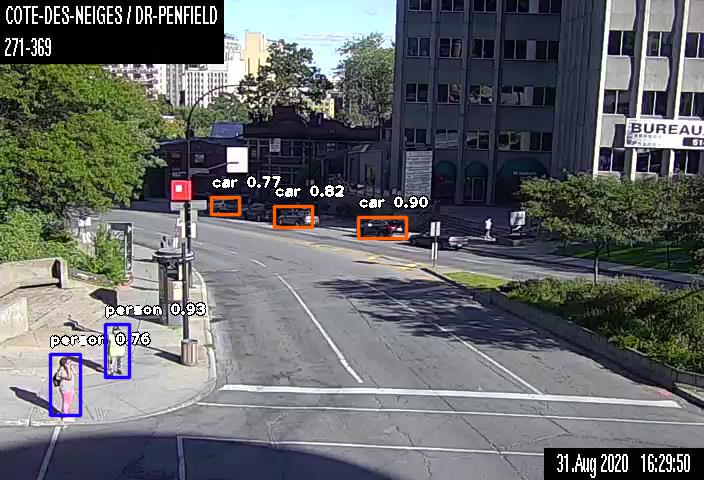 COTE-DES-NEIGES / DR-PENFIELD
271-369
car 0.77
car 0.82
car 0.90
person 0.93
person 0.76
BUREAU
31.Aug 2020 16:29:50